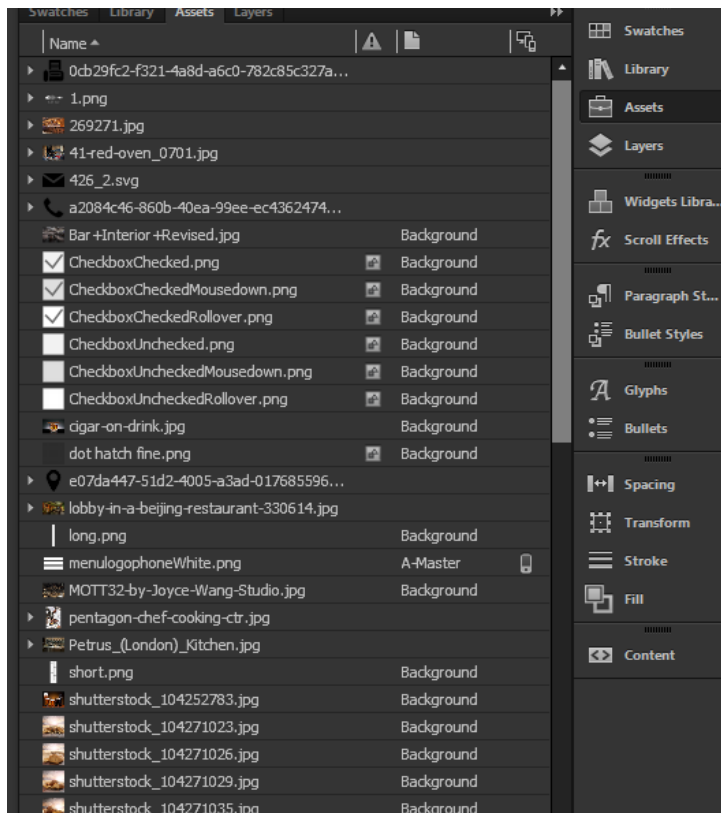 Swatches Library Assets Layers
Name
0cb29fc2-f321-4a8d-a6c0-782c85c327a...
1.png
269271.jpg
41-red-oven_0701.jpg
426_2.svg
a2084c46-860b-40ea-99ee-ec4362474...
Bar+Interior+Revised.jpg Background
CheckboxChecked.png Background
CheckboxCheckedMousedown.png Background
CheckboxCheckedRollover.png Background
CheckboxUnchecked.png Background
CheckboxUncheckedMousedown.png Background
CheckboxUncheckedRollover.png Background
cigar-on-drink.jpg Background
dot hatch fine.png Background
e07da447-51d2-4005-a3ad-017685596...
lobby-in-a-beijing-restaurant-330614.jpg
long.png Background
menulogophoneWhite.png A-Master
MOTT32-by-Joyce-Wang-Studio.jpg Background
pentagon-chef-cooking-ctr.jpg
Petrus_(London)_Kitchen.jpg
short.png Background
shutterstock_104252783.jpg Background
shutterstock_104271023.jpg Background
shutterstock_104271026.jpg Background
shutterstock_104271029.jpg Background
shutterstock_104271035.jpg Background
Swatches
Library
Assets
Layers
Widgets Libra...
fx Scroll Effects
Paragraph St...
Bullet Styles
A Glyphs
Bullets
Spacing
Transform
Stroke
Fill
Content